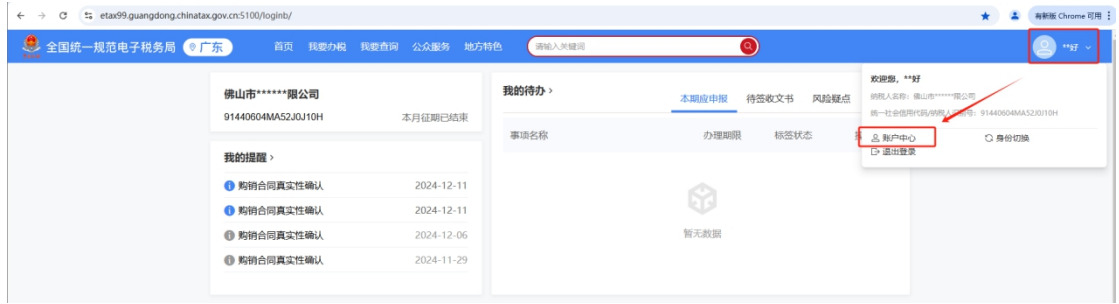 etax99.guangdong.chinatax.gov.cn:5100/loginb/
有新版 Chrome 可用
全国统一规范电子税务局 广东 首页 我要办税 我要查询 公众服务 地方特色 请输入关键词 **好
佛山市******限公司
91440604MA52J0J10H 本月征期已结束
我的提醒 >
购销合同真实性确认 2024-12-11
购销合同真实性确认 2024-12-11
购销合同真实性确认 2024-12-06
购销合同真实性确认 2024-11-29
我的待办 >
本期应申报 待签收文书 风险疑点
事项名称 办理期限 标签状态
暂无数据
欢迎您，**好
纳税人名称：佛山市******限公司
统一社会信用代码/纳税人识别号：91440604MA52J0J10H
账户中心 身份切换
退出登录